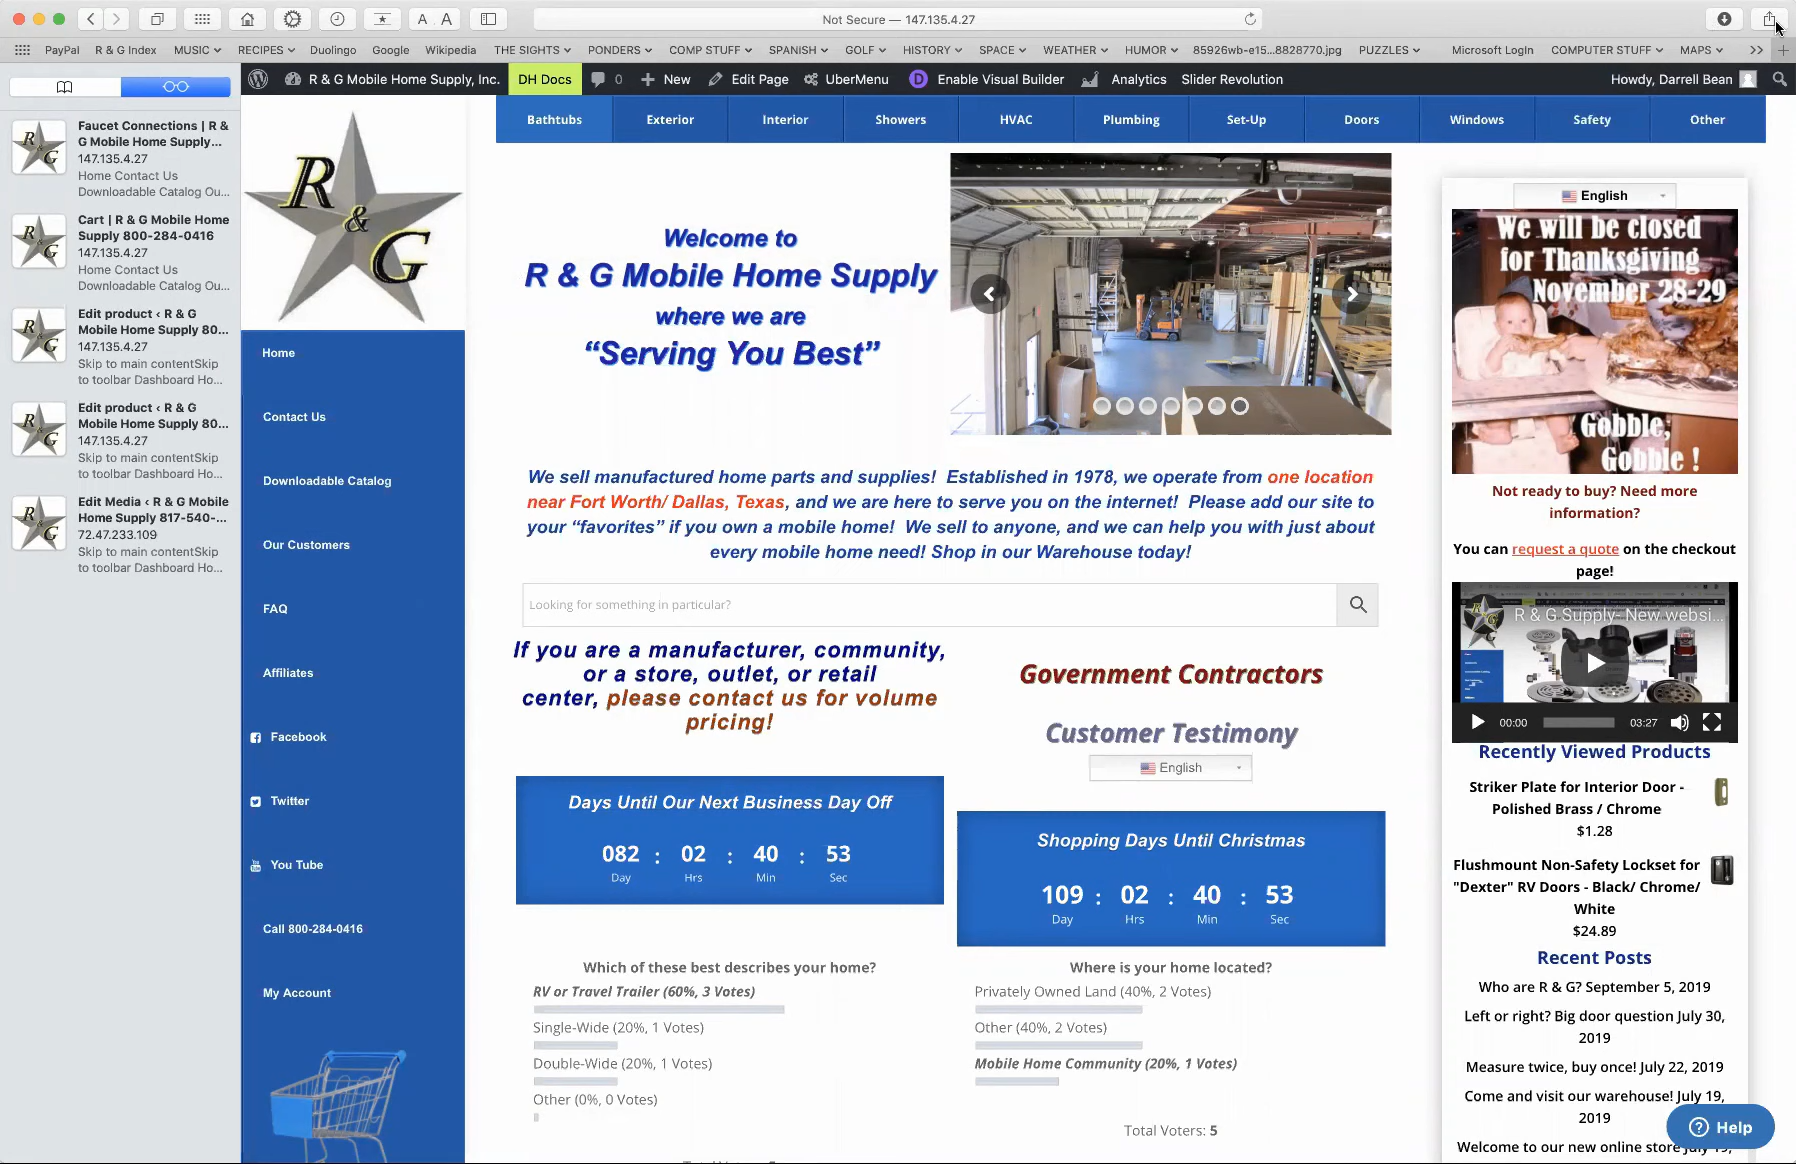 Not Secure — 147.135.4.27
A A
PayPal R & G Index MUSIC RECIPES Duolingo Google Wikipedia THE SIGHTS PONDERS COMP STUFF SPANISH GOLF HISTORY SPACE WEATHER HUMOR 85926wb-e15...8828770.jpg PUZZLES Microsoft LogIn COMPUTER STUFF MAPS
R & G Mobile Home Supply, Inc. DH Docs 0 New Edit Page UberMenu Enable Visual Builder Analytics Slider Revolution Howdy, Darrell Bean
Faucet Connections | R &
G Mobile Home Supply...
147.135.4.27
Home Contact Us
Downloadable Catalog Ou...
Cart | R & G Mobile Home
Supply 800-284-0416
147.135.4.27
Home Contact Us
Downloadable Catalog Ou...
Edit product ‹ R & G
Mobile Home Supply 80...
147.135.4.27
Skip to main contentSkip
to toolbar Dashboard Ho...
Edit product ‹ R & G
Mobile Home Supply 80...
147.135.4.27
Skip to main contentSkip
to toolbar Dashboard Ho...
Edit Media ‹ R & G Mobile
Home Supply 817-540-...
72.47.233.109
Skip to main contentSkip
to toolbar Dashboard Ho...
R & G
Home
Contact Us
Downloadable Catalog
Our Customers
FAQ
Affiliates
Facebook
Twitter
You Tube
Call 800-284-0416
My Account
Bathtubs Exterior Interior Showers HVAC Plumbing Set-Up Doors Windows Safety Other
Welcome to
R & G Mobile Home Supply
where we are
“Serving You Best”
We sell manufactured home parts and supplies! Established in 1978, we operate from one location
near Fort Worth/ Dallas, Texas, and we are here to serve you on the internet! Please add our site to
your “favorites” if you own a mobile home! We sell to anyone, and we can help you with just about
every mobile home need! Shop in our Warehouse today!
Looking for something in particular?
If you are a manufacturer, community,
or a store, outlet, or retail
center, please contact us for volume
pricing!
Government Contractors
Customer Testimony
English
Days Until Our Next Business Day Off
082 : 02 : 40 : 53
Day Hrs Min Sec
Shopping Days Until Christmas
109 : 02 : 40 : 53
Day Hrs Min Sec
Which of these best describes your home?
RV or Travel Trailer (60%, 3 Votes)
Single-Wide (20%, 1 Votes)
Double-Wide (20%, 1 Votes)
Other (0%, 0 Votes)
Where is your home located?
Privately Owned Land (40%, 2 Votes)
Other (40%, 2 Votes)
Mobile Home Community (20%, 1 Votes)
Total Voters: 5
English
We will be closed
for Thanksgiving
November 28-29
Gobble,
Gobble !
Not ready to buy? Need more
information?
You can request a quote on the checkout
page!
R & G Supply- New websi...
00:00 03:27
Recently Viewed Products
Striker Plate for Interior Door -
Polished Brass / Chrome
$1.28
Flushmount Non-Safety Lockset for
"Dexter" RV Doors - Black/ Chrome/
White
$24.89
Recent Posts
Who are R & G? September 5, 2019
Left or right? Big door question July 30,
2019
Measure twice, buy once! July 22, 2019
Come and visit our warehouse! July 19,
2019
Welcome to our new online store July 19,
Help